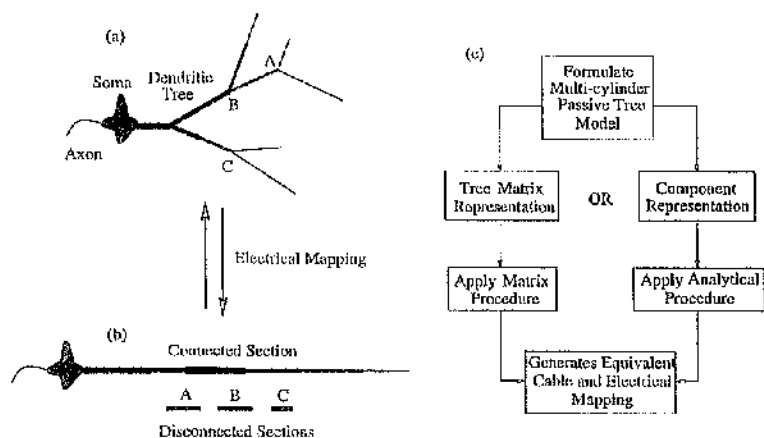 (a)
Soma
Dendritic
Tree
A
B
C
Axon
Electrical Mapping
(b)
Connected Section
A B C
Disconnected Sections
(c)
Formulate
Multi-cylinder
Passive Tree
Model
Tree Matrix
Representation
OR
Component
Representation
Apply Matrix
Procedure
Apply Analytical
Procedure
Generates Equivalent
Cable and Electrical
Mapping